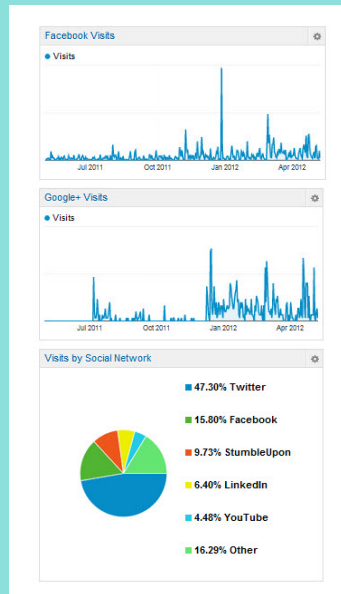 Facebook Visits
Visits
Jul 2011 Oct 2011 Jan 2012 Apr 2012
Google+ Visits
Visits
Jul 2011 Oct 2011 Jan 2012 Apr 2012
Visits by Social Network
47.30% Twitter
15.80% Facebook
9.73% StumbleUpon
6.40% LinkedIn
4.48% YouTube
16.29% Other